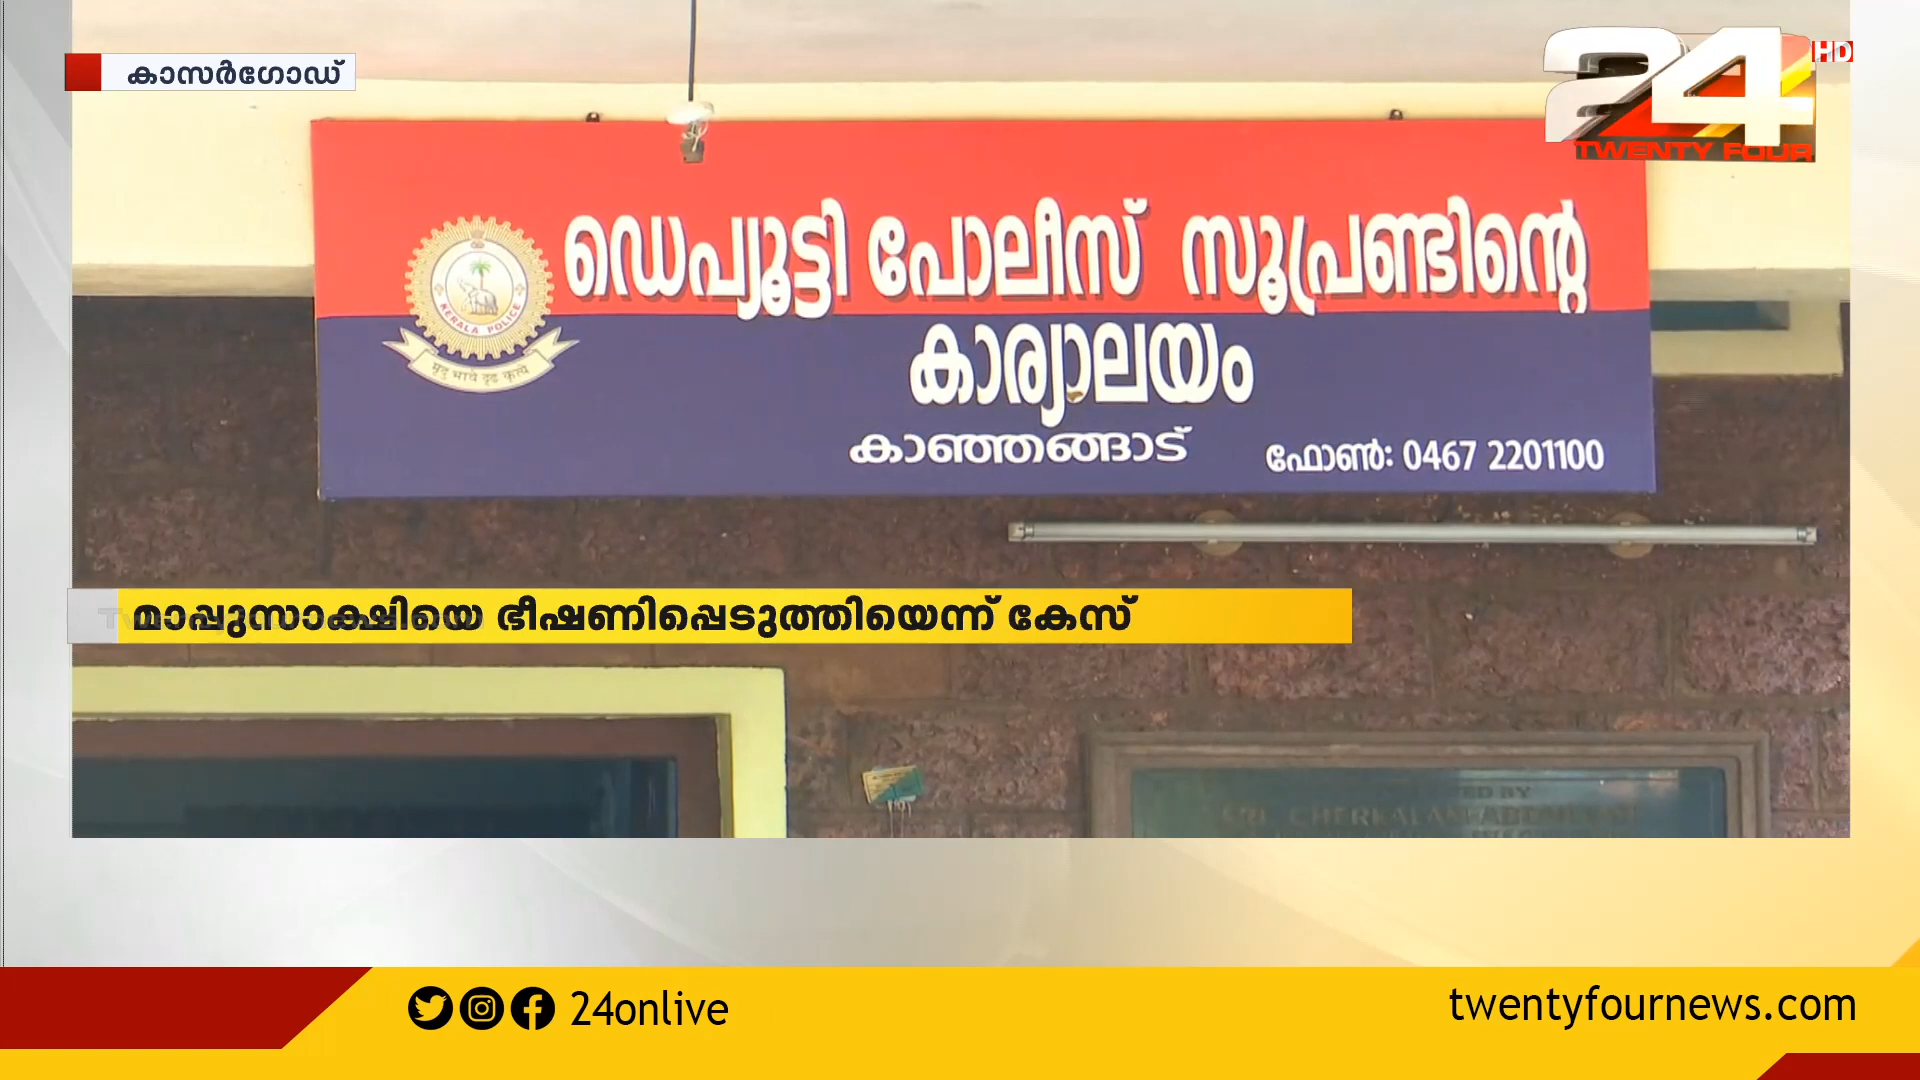 കാസർഗോഡ്
24
HD
TWENTY FOUR
ഡെപ്യൂട്ടി പോലീസ് സൂപ്രണ്ടിന്റെ
കാര്യാലയം
KERALA POLICE
मृदु भावे दृढ कृत्ये
കാഞ്ഞങ്ങാട്
ഫോൺ: 0467 2201100
മാപ്പുസാക്ഷിയെ ഭീഷണിപ്പെടുത്തിയെന്ന് കേസ്
24onlive
twentyfournews.com